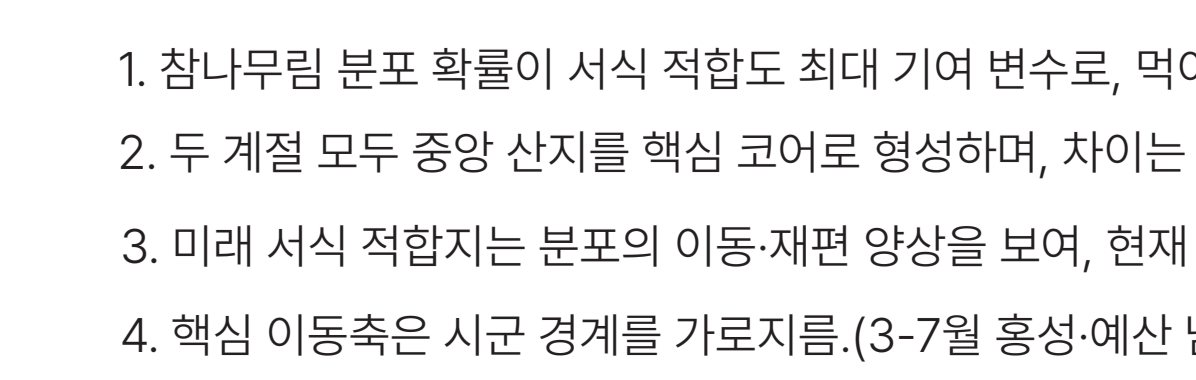 1. 참나무림 분포 확률이 서식 적합도 최대 기여 변수로,
2. 두 계절 모두 중앙 산지를 핵심 코어로 형성하며, 차이는
3. 미래 서식 적합지는 분포의 이동·재편 양상을 보여, 현재
4. 핵심 이동축은 시군 경계를 가로지름.(3-7월 홍성·예산